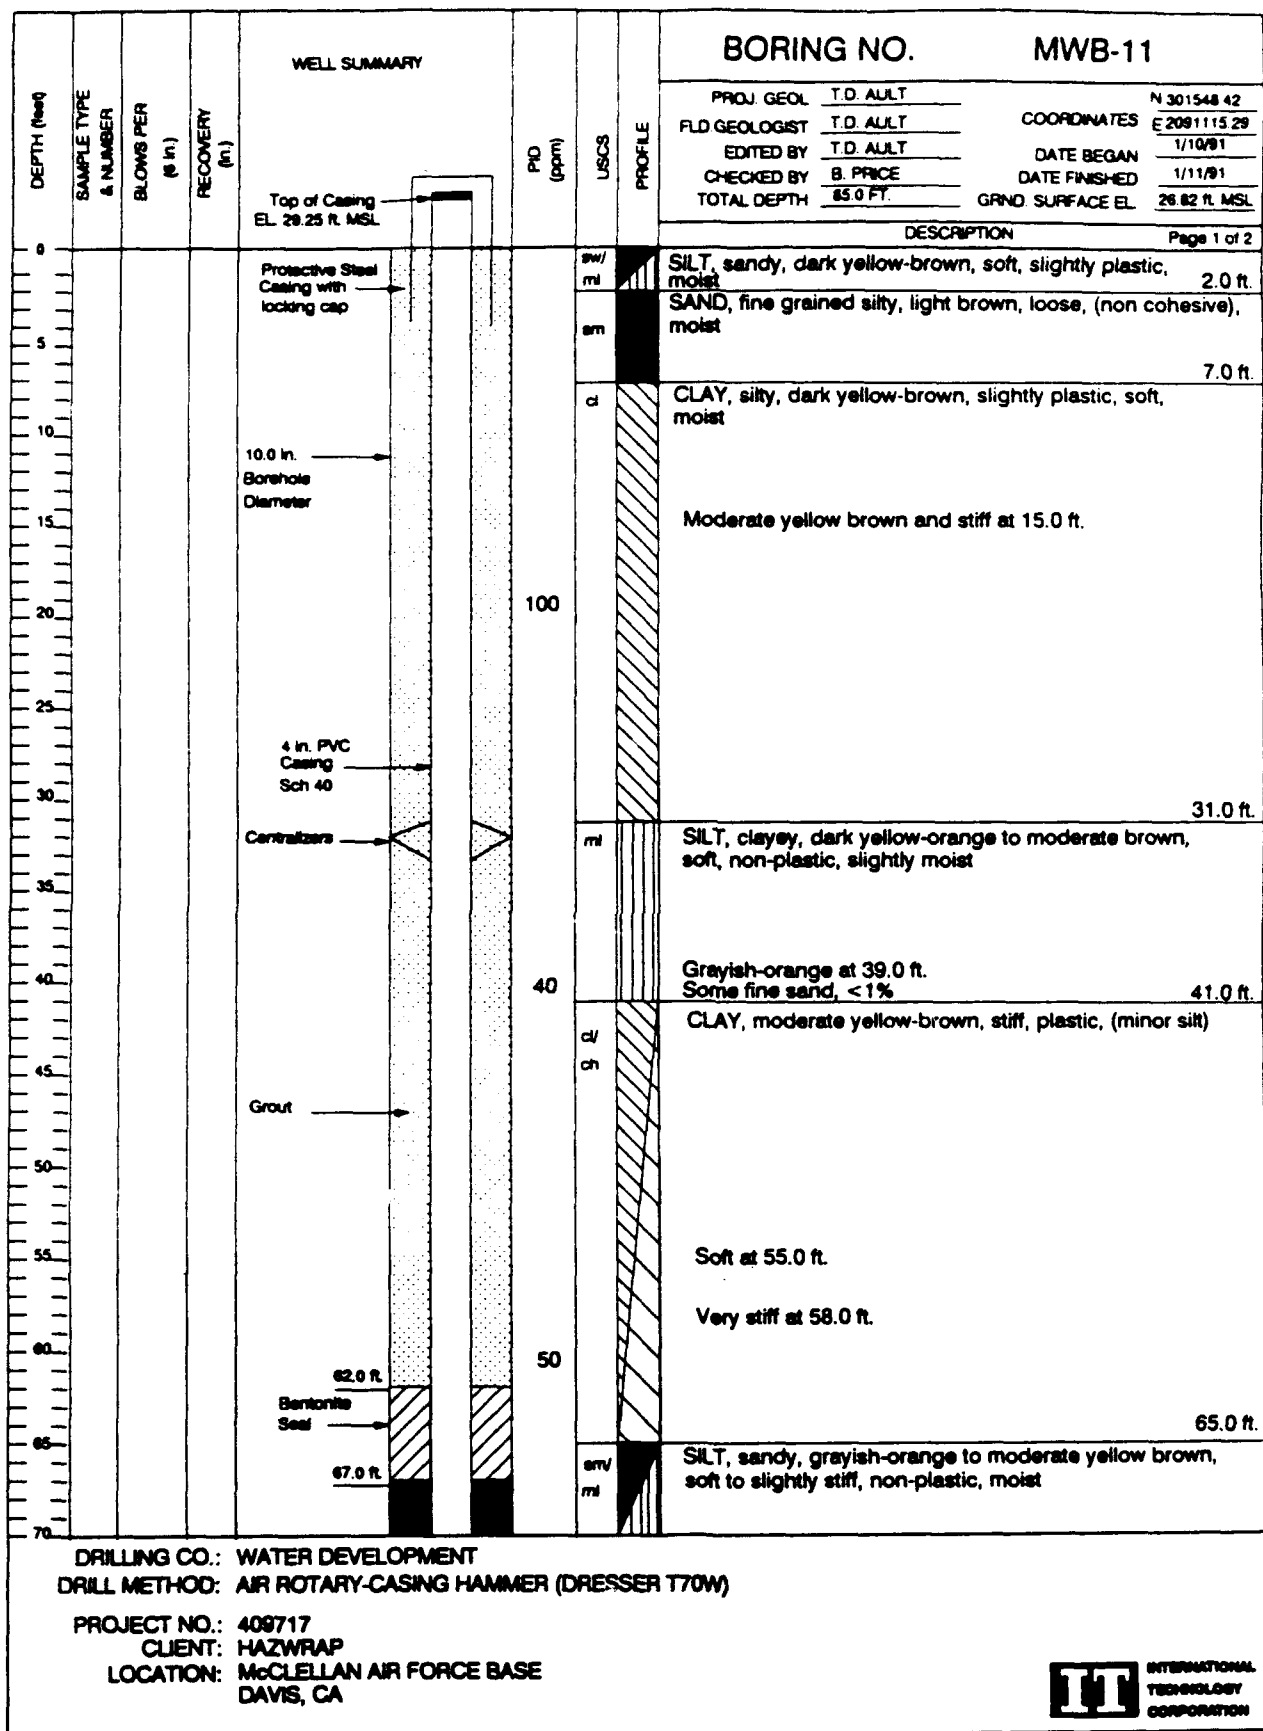 BORING NO. MWB-11
WELL SUMMARY
DEPTH (feet)
SAMPLE TYPE
& NUMBER
BLOWS PER
(6 in.)
RECOVERY
(in.)
PID
(ppm)
USCS
PROFILE
PROJ. GEOL T.D. AULT
FLD.GEOLOGIST T.D. AULT
EDITED BY T.D. AULT
CHECKED BY B. PRICE
TOTAL DEPTH 85.0 FT.
COORDINATES N 301548 42
E 2091115.29
DATE BEGAN 1/10/91
DATE FINISHED 1/11/91
GRND. SURFACE EL. 26.82 ft. MSL
DESCRIPTION Page 1 of 2
Top of Casing
EL. 29.25 ft. MSL
Protective Steel
Casing with
locking cap
10.0 in.
Borehole
Diameter
4 in. PVC
Casing
Sch 40
Centralizers
Grout
62.0 ft.
Bentonite
Seal
67.0 ft.
0
5
10
15
20
25
30
35
40
45
50
55
60
65
70
100
40
50
sw/
ml
SILT, sandy, dark yellow-brown, soft, slightly plastic,
moist 2.0 ft.
sm
SAND, fine grained silty, light brown, loose, (non cohesive),
moist
7.0 ft.
cl
CLAY, silty, dark yellow-brown, slightly plastic, soft,
moist
Moderate yellow brown and stiff at 15.0 ft.
31.0 ft.
ml
SILT, clayey, dark yellow-orange to moderate brown,
soft, non-plastic, slightly moist
Grayish-orange at 39.0 ft.
Some fine sand, <1% 41.0 ft.
cl/
ch
CLAY, moderate yellow-brown, stiff, plastic, (minor silt)
Soft at 55.0 ft.
Very stiff at 58.0 ft.
65.0 ft.
sm/
ml
SILT, sandy, grayish-orange to moderate yellow brown,
soft to slightly stiff, non-plastic, moist
DRILLING CO.: WATER DEVELOPMENT
DRILL METHOD: AIR ROTARY-CASING HAMMER (DRESSER T70W)
PROJECT NO.: 409717
CLIENT: HAZWRAP
LOCATION: McCLELLAN AIR FORCE BASE
DAVIS, CA
IT
INTERNATIONAL
TECHNOLOGY
CORPORATION